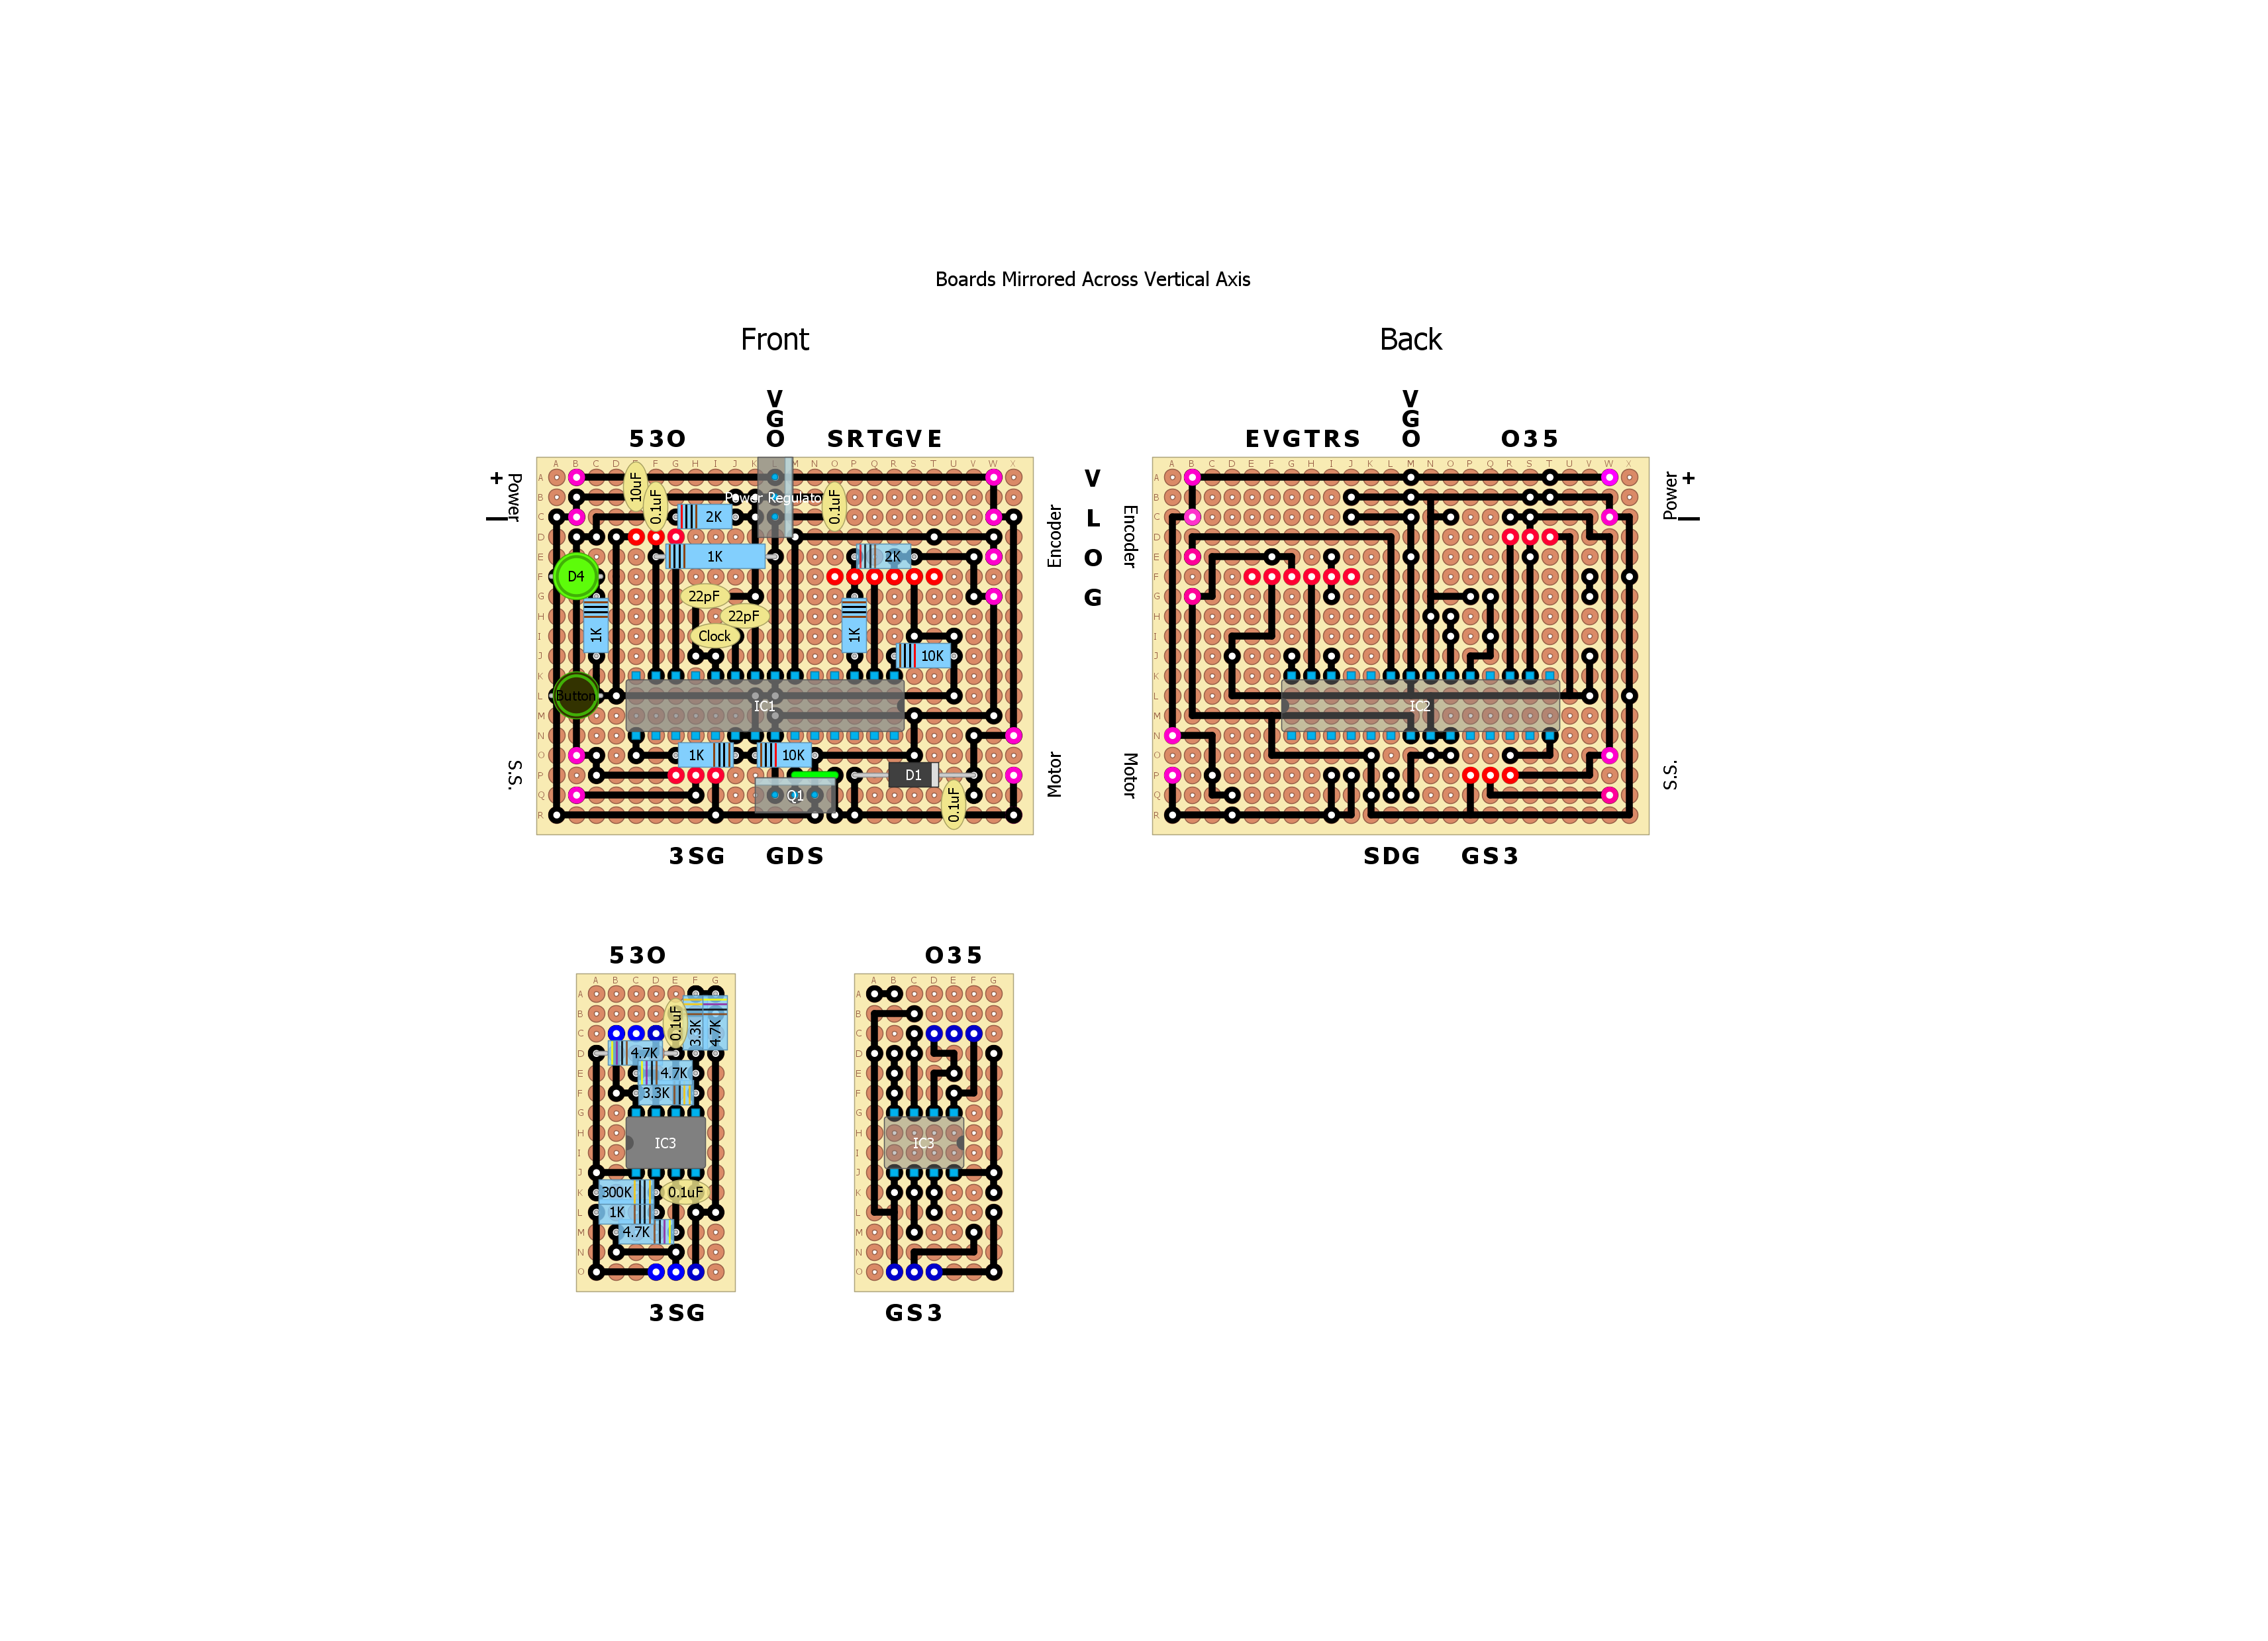 Boards Mirrored Across Vertical Axis
Front
Back
V
G
O
5 3 O
S R T G V E
V
G
O
E V G T R S
O 3 5
A B C D F G H I J K M N O P Q R S T U V W X
A B C D E F G H I J K L M N O P Q R S T U V W X
+
Power
10uF
0.1uF
2K
Power Regulator
0.1uF
1K
2K
D4
22pF
22pF
Clock
1K
1K
10K
Button
IC1
1K
10K
D1
Q1
0.1uF
S.S.
Encoder
Motor
V
L
O
G
Encoder
Motor
IC2
Power
+
S.S.
3 S G
G D S
S D G
G S 3
5 3 O
O 3 5
A B C D E F G
A B C D E F G
0.1uF
3.3K
4.7K
4.7K
4.7K
3.3K
IC3
300K
0.1uF
1K
4.7K
IC3
3 S G
G S 3